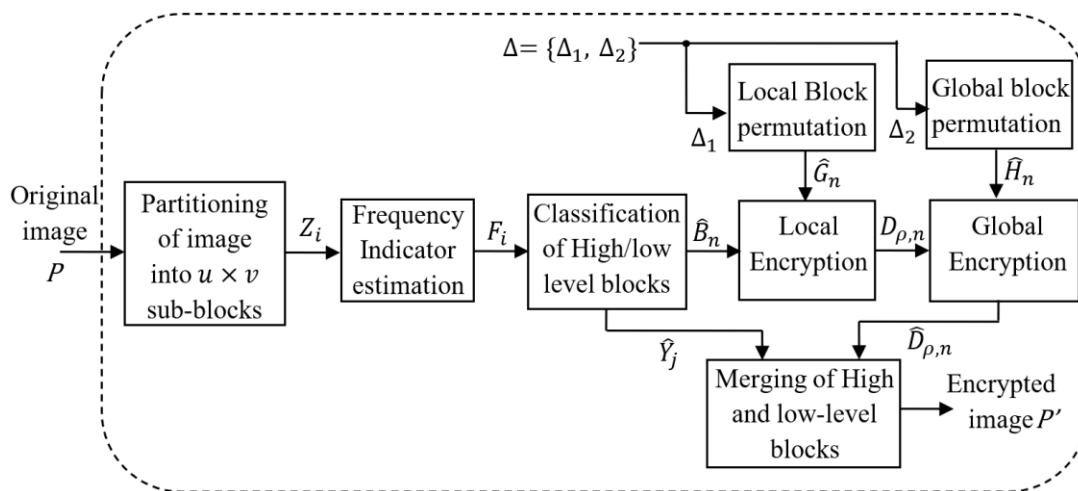 Δ= {Δ₁, Δ₂}
Local Block
permutation
Global block
permutation
Δ₁
Δ₂
Ĝₙ
Ĥₙ
Original
image
P
Partitioning
of image
into u × v
sub-blocks
Zᵢ
Frequency
Indicator
estimation
Fᵢ
Classification
of High/low
level blocks
B̂ₙ
Local
Encryption
D_{ρ,n}
Global
Encryption
Ŷⱼ
D̂_{ρ,n}
Merging of High
and low-level
blocks
Encrypted
image P'